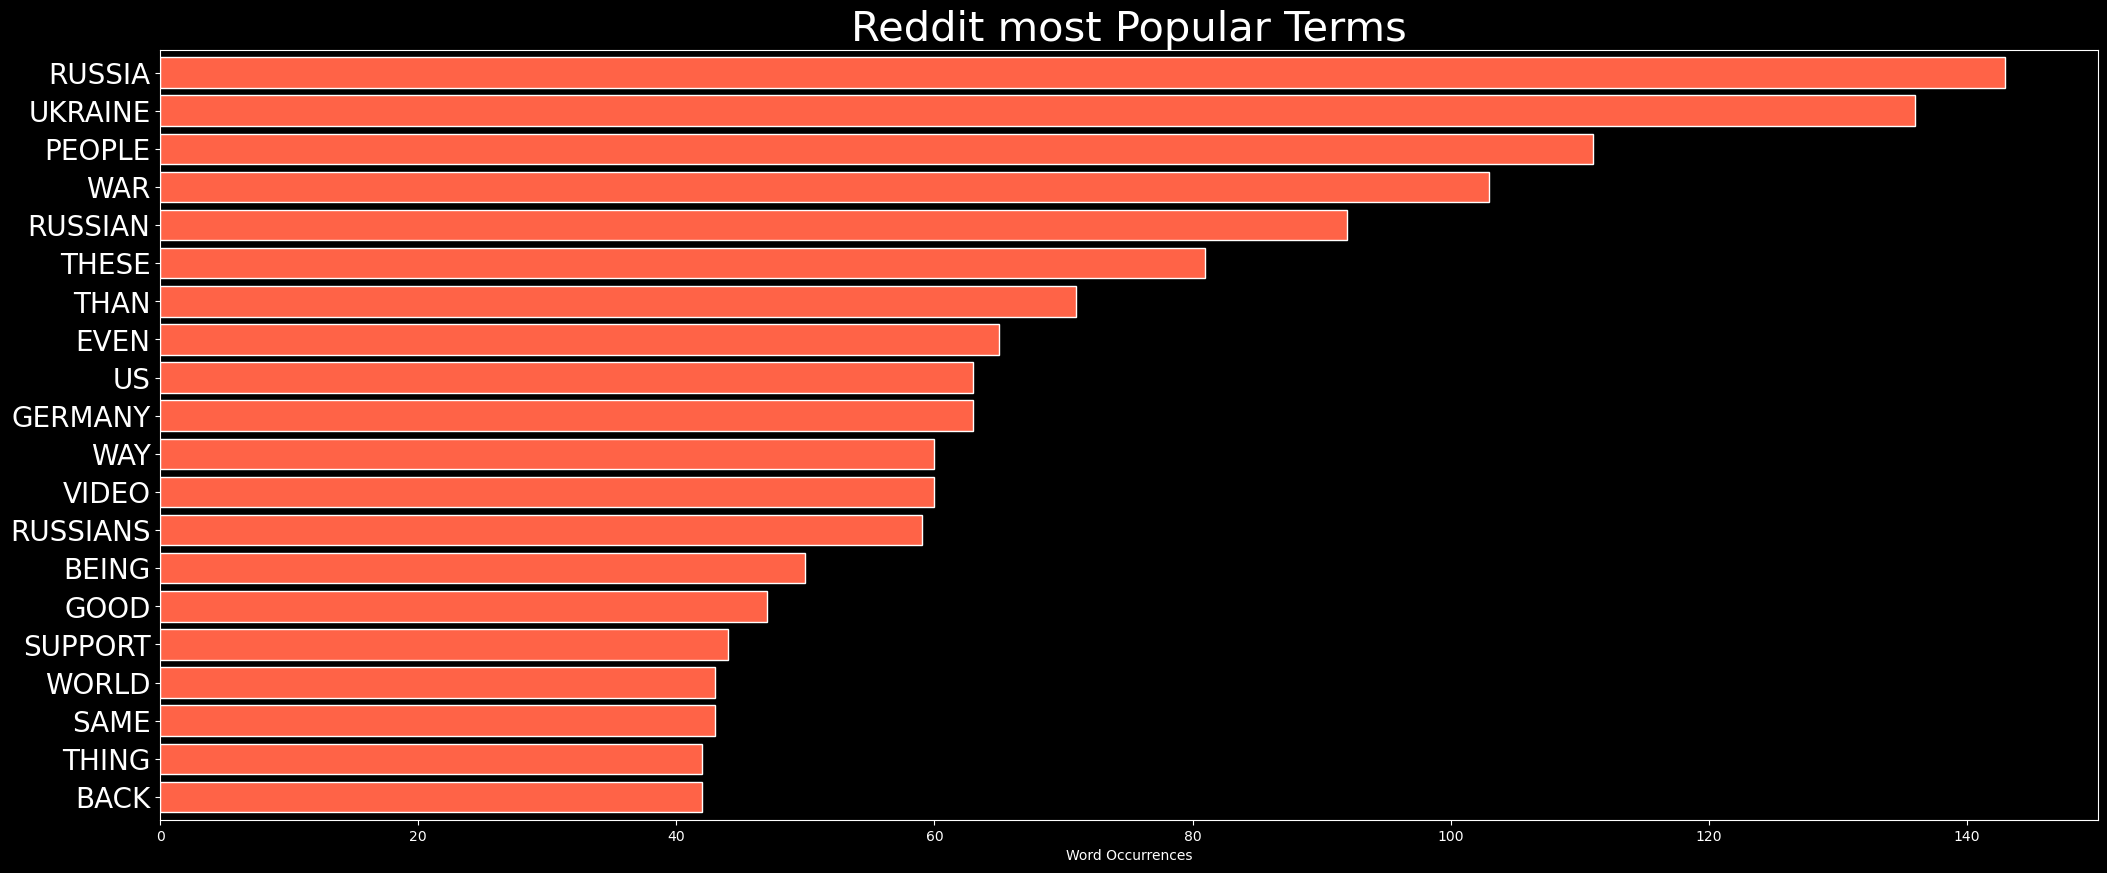 Reddit most Popular Terms
RUSSIA
UKRAINE
PEOPLE
WAR
RUSSIAN
THESE
THAN
EVEN
US
GERMANY
WAY
VIDEO
RUSSIANS
BEING
GOOD
SUPPORT
WORLD
SAME
THING
BACK
0 20 40 60 80 100 120 140
Word Occurrences